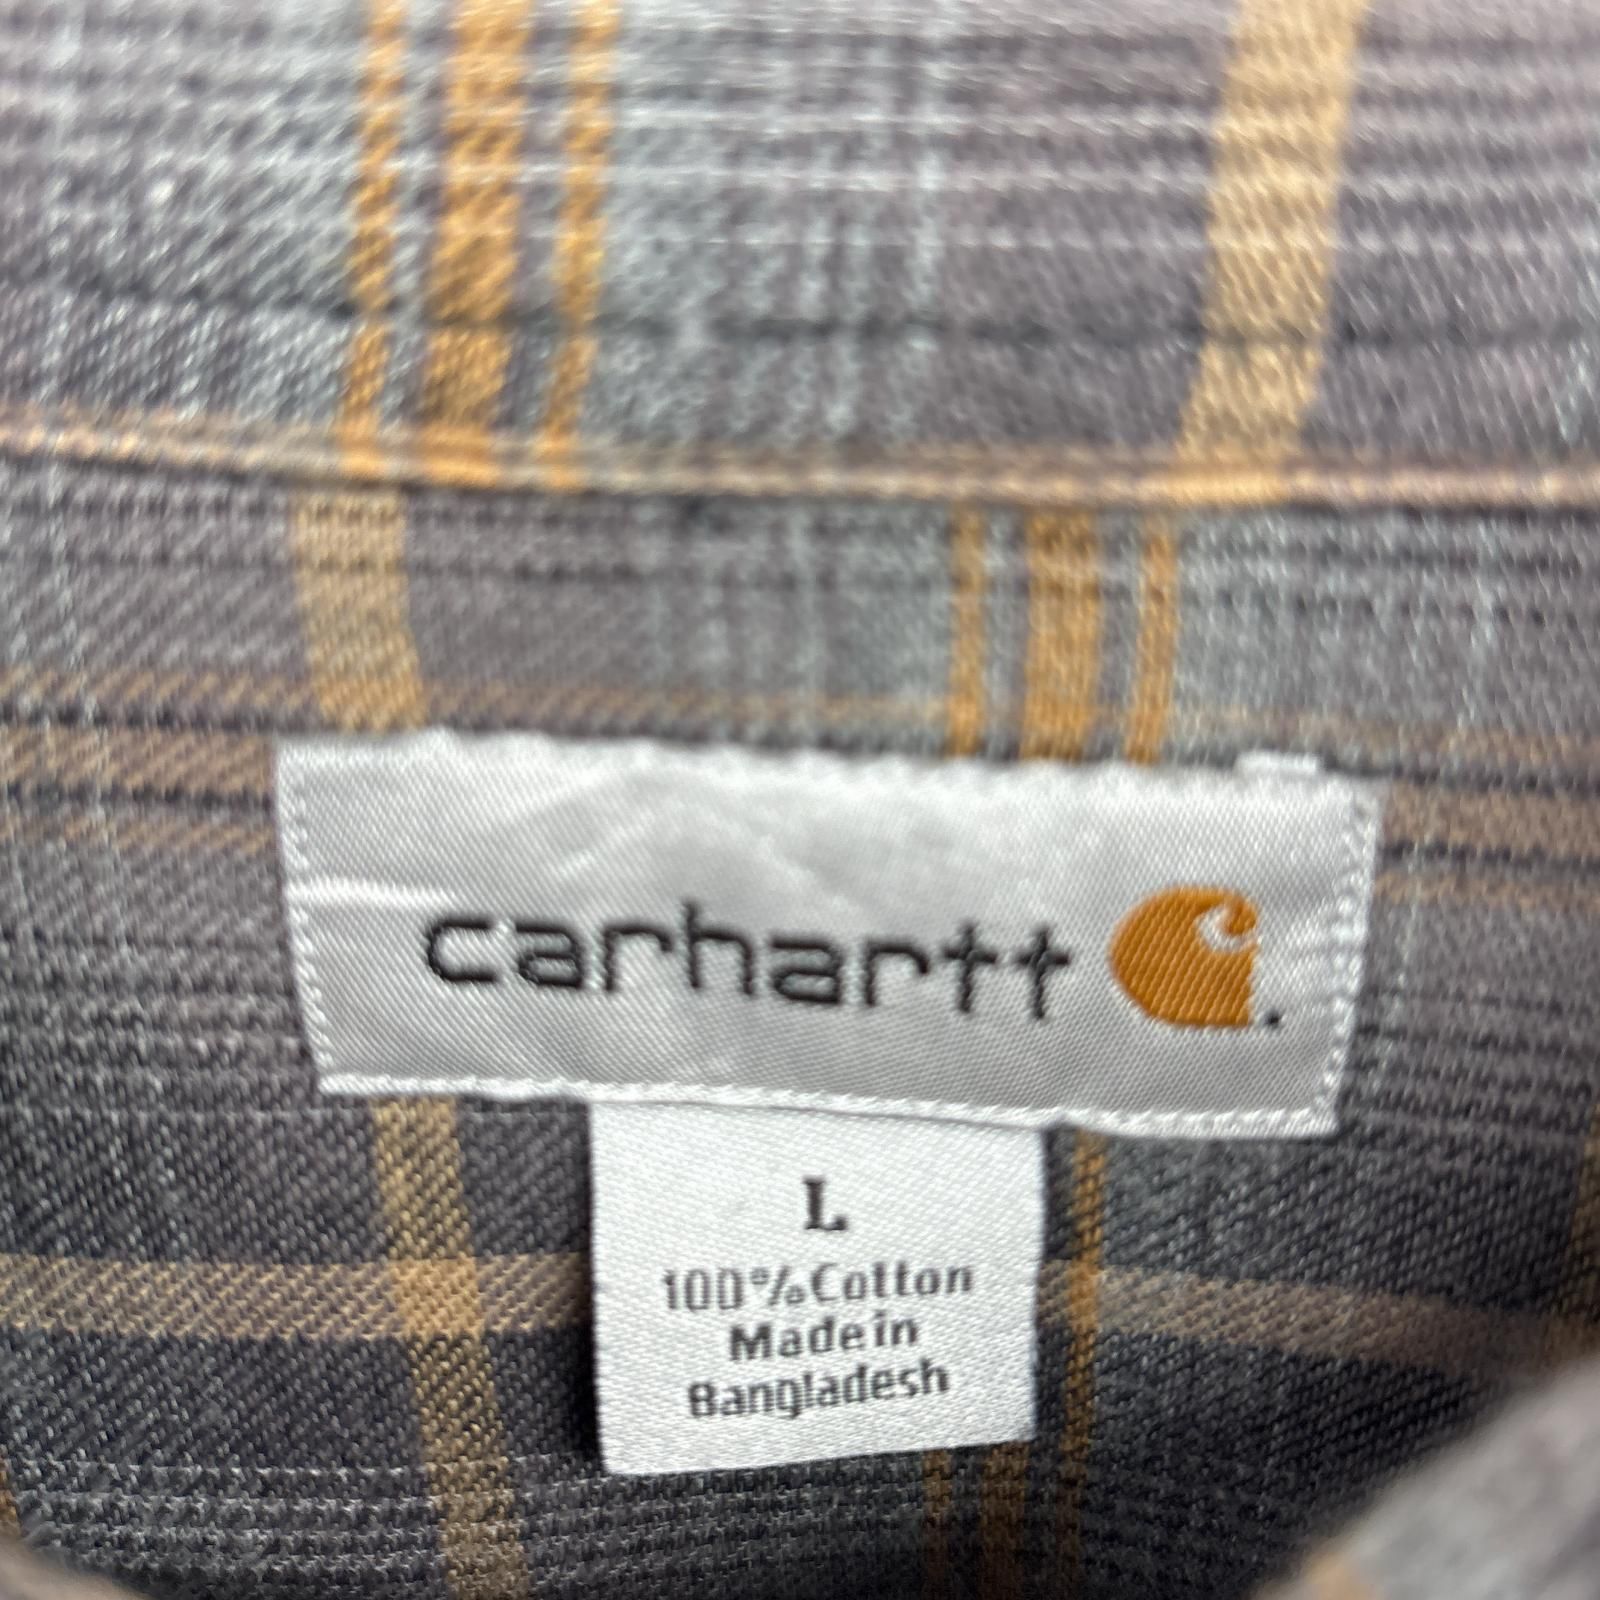 carhartt
L
100% Cotton
Made in
Bangladesh